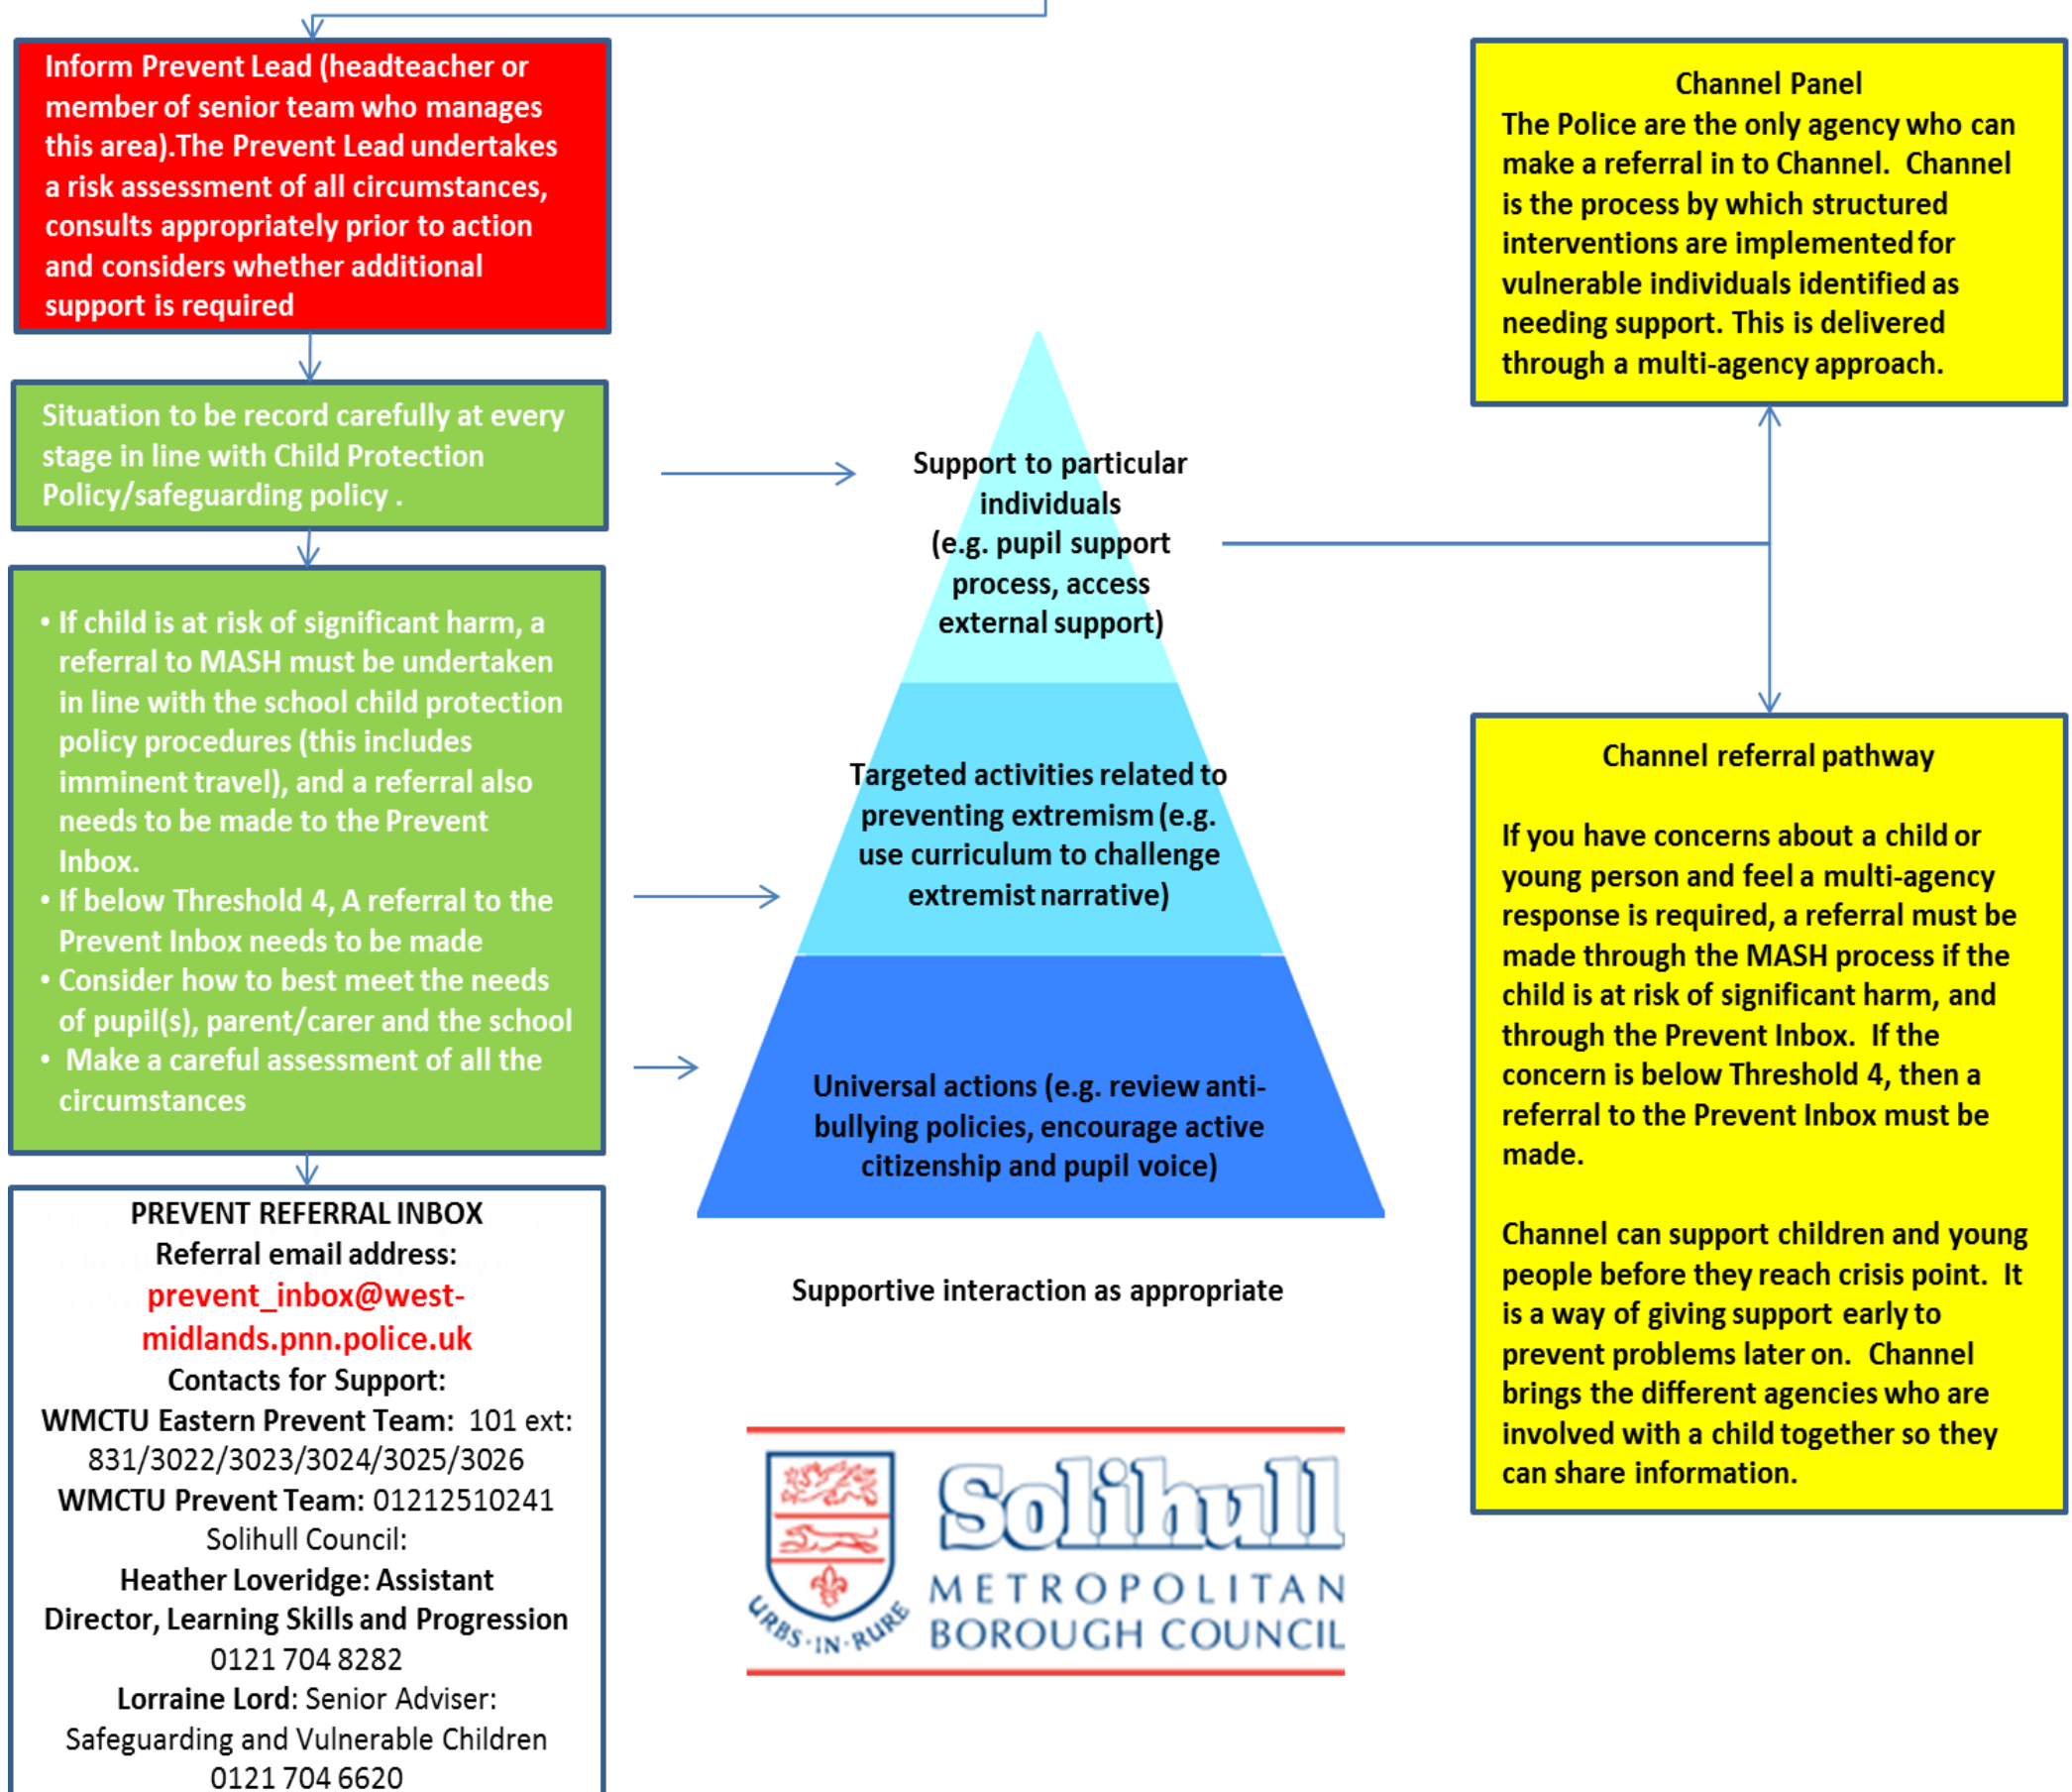 Inform Prevent Lead (headteacher or
member of senior team who manages
this area).The Prevent Lead undertakes
a risk assessment of all circumstances,
consults appropriately prior to action
and considers whether additional
support is required
Situation to be record carefully at every
stage in line with Child Protection
Policy/safeguarding policy .
• If child is at risk of significant harm, a
referral to MASH must be undertaken
in line with the school child protection
policy procedures (this includes
imminent travel), and a referral also
needs to be made to the Prevent
Inbox.
• If below Threshold 4, A referral to the
Prevent Inbox needs to be made
• Consider how to best meet the needs
of pupil(s), parent/carer and the school
• Make a careful assessment of all the
circumstances
PREVENT REFERRAL INBOX
Referral email address:
prevent_inbox@west-
midlands.pnn.police.uk
Contacts for Support:
WMCTU Eastern Prevent Team: 101 ext:
831/3022/3023/3024/3025/3026
WMCTU Prevent Team: 01212510241
Solihull Council:
Heather Loveridge: Assistant
Director, Learning Skills and Progression
0121 704 8282
Lorraine Lord: Senior Adviser:
Safeguarding and Vulnerable Children
0121 704 6620
Support to particular
individuals
(e.g. pupil support
process, access
external support)
Targeted activities related to
preventing extremism (e.g.
use curriculum to challenge
extremist narrative)
Universal actions (e.g. review anti-
bullying policies, encourage active
citizenship and pupil voice)
Supportive interaction as appropriate
Solihull
METROPOLITAN
BOROUGH COUNCIL
URBS·IN·RURE
Channel Panel
The Police are the only agency who can
make a referral in to Channel.  Channel
is the process by which structured
interventions are implemented for
vulnerable individuals identified as
needing support. This is delivered
through a multi-agency approach.
Channel referral pathway
If you have concerns about a child or
young person and feel a multi-agency
response is required, a referral must be
made through the MASH process if the
child is at risk of significant harm, and
through the Prevent Inbox.  If the
concern is below Threshold 4, then a
referral to the Prevent Inbox must be
made.
Channel can support children and young
people before they reach crisis point.  It
is a way of giving support early to
prevent problems later on.  Channel
brings the different agencies who are
involved with a child together so they
can share information.